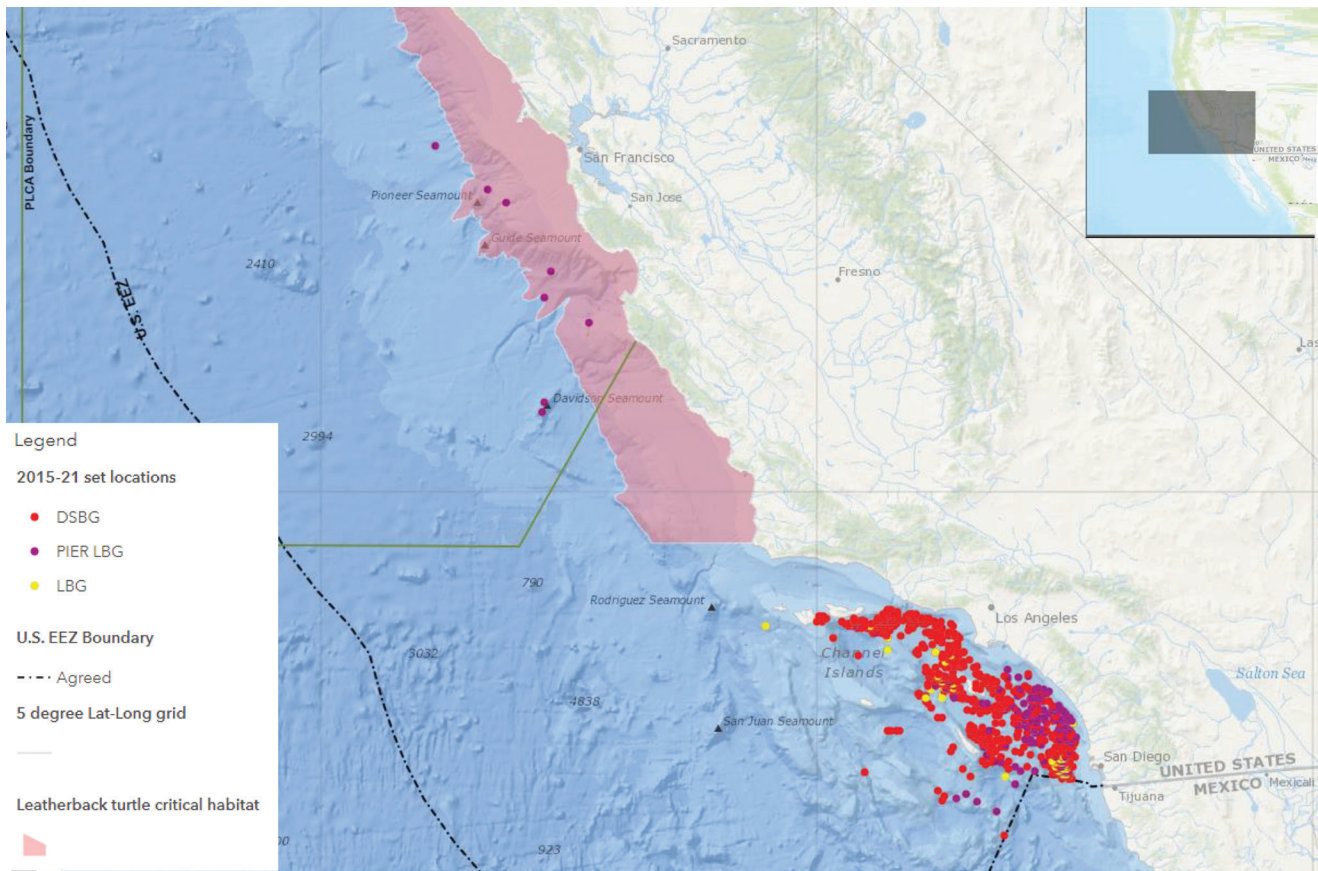 Sacramento
San Francisco
San Jose
Pioneer Seamount
Guide Seamount
Fresno
UNITED STATES
MEXICO
PLCA Boundary
2410
U.S. EEZ
Davidson Seamount
2994
Legend
2015-21 set locations
DSBG
PIER LBG
LBG
U.S. EEZ Boundary
Agreed
5 degree Lat-Long grid
Leatherback turtle critical habitat
790
Rodriguez Seamount
Los Angeles
3032
Channel
Islands
Salton Sea
4838
San Juan Seamount
San Diego
UNITED STATES
MEXICO
Mexicali
Tijuana
923